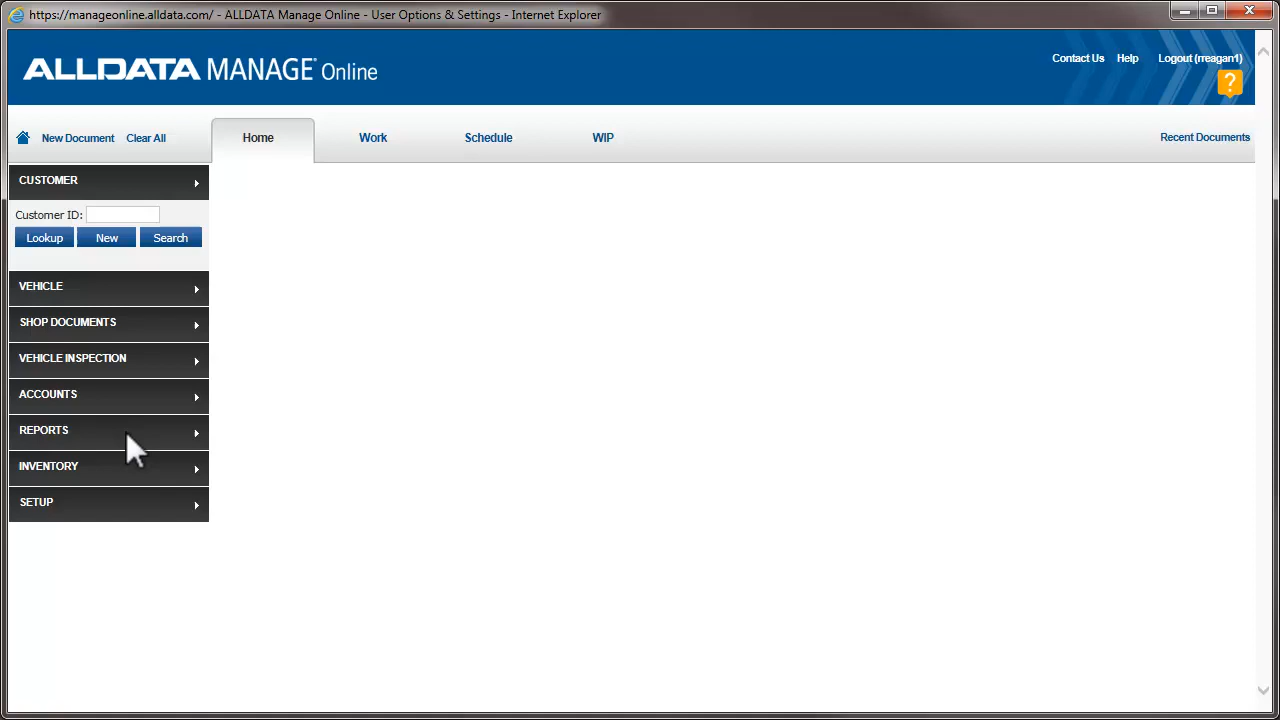 https://manageonline.alldata.com/ - ALLDATA Manage Online - User Options & Settings - Internet Explorer
ALLDATA MANAGE® Online
Contact Us Help Logout (rreagan1)
?
New Document Clear All Home Work Schedule WIP Recent Documents
CUSTOMER
Customer ID:
Lookup New Search
VEHICLE
SHOP DOCUMENTS
VEHICLE INSPECTION
ACCOUNTS
REPORTS
INVENTORY
SETUP